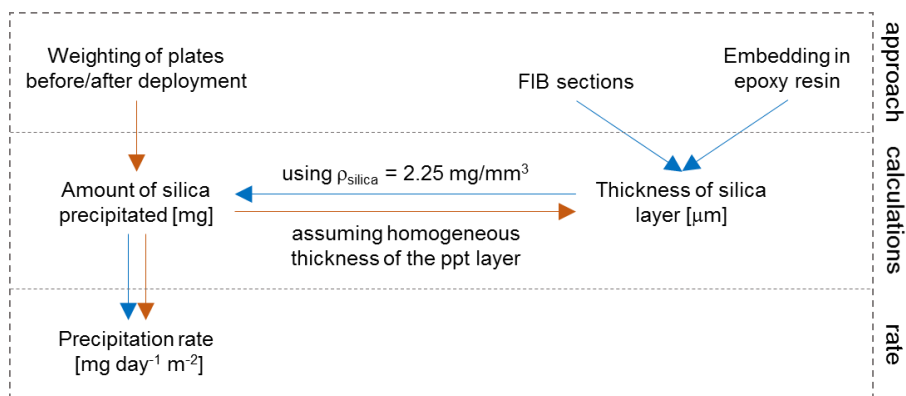 Weighting of plates
before/after deployment
FIB sections
Embedding in
epoxy resin
approach
Amount of silica
precipitated [mg]
using ρsilica = 2.25 mg/mm³
assuming homogeneous
thickness of the ppt layer
Thickness of silica
layer [μm]
calculations
Precipitation rate
[mg day⁻¹ m⁻²]
rate